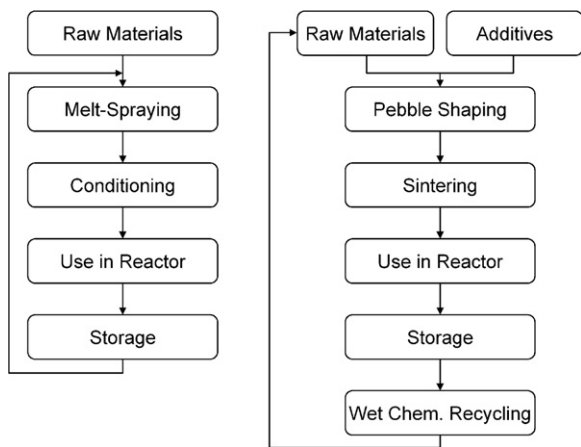 Raw Materials
Melt-Spraying
Conditioning
Use in Reactor
Storage
Raw Materials
Additives
Pebble Shaping
Sintering
Use in Reactor
Storage
Wet Chem. Recycling